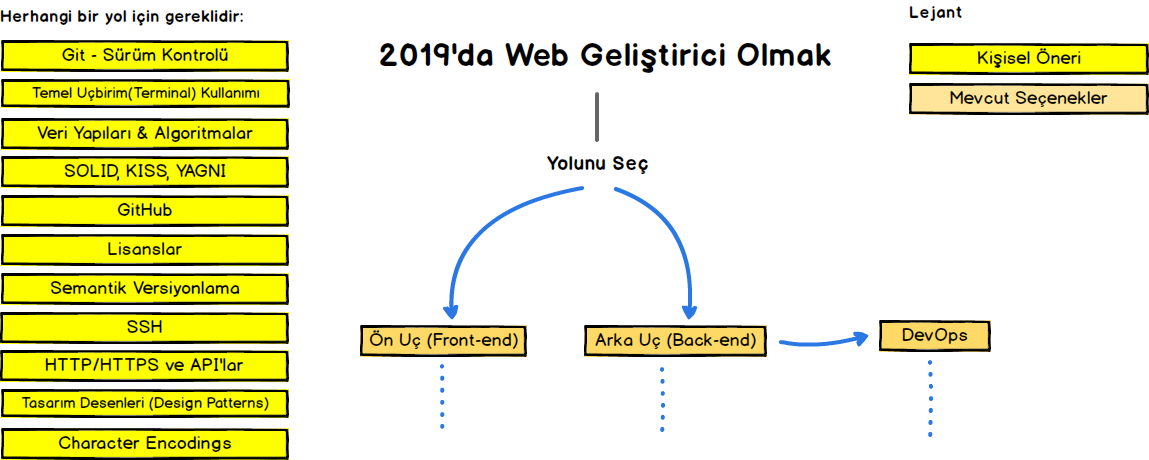 Herhangi bir yol için gereklidir:
Git - Sürüm Kontrolü
Temel Uçbirim(Terminal) Kullanımı
Veri Yapıları & Algoritmalar
SOLID, KISS, YAGNI
GitHub
Lisanslar
Semantik Versiyonlama
SSH
HTTP/HTTPS ve API'lar
Tasarım Desenleri (Design Patterns)
Character Encodings
2019'da Web Geliştirici Olmak
Yolunu Seç
Ön Uç (Front-end)
Arka Uç (Back-end)
DevOps
Lejant
Kişisel Öneri
Mevcut Seçenekler